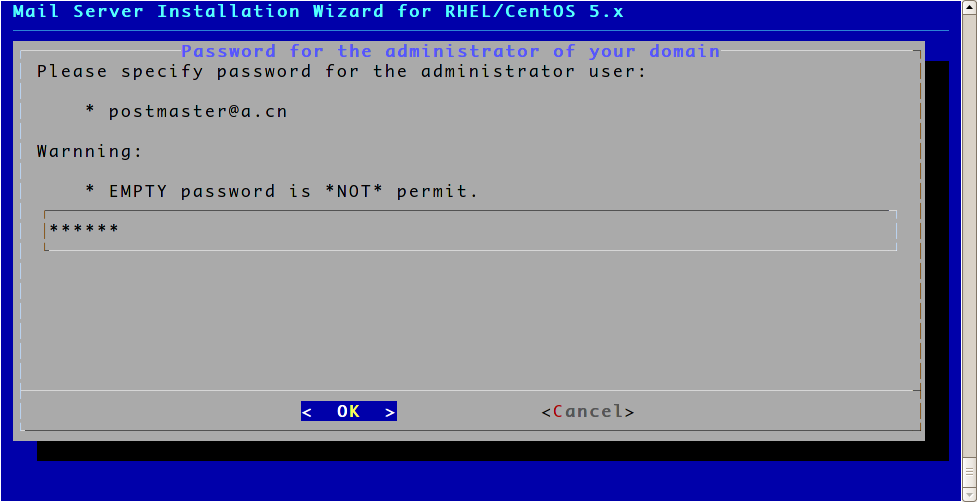 Mail Server Installation Wizard for RHEL/CentOS 5.x
Password for the administrator of your domain
Please specify password for the administrator user:
* postmaster@a.cn
Warnning:
* EMPTY password is *NOT* permit.
******
< OK > <Cancel>